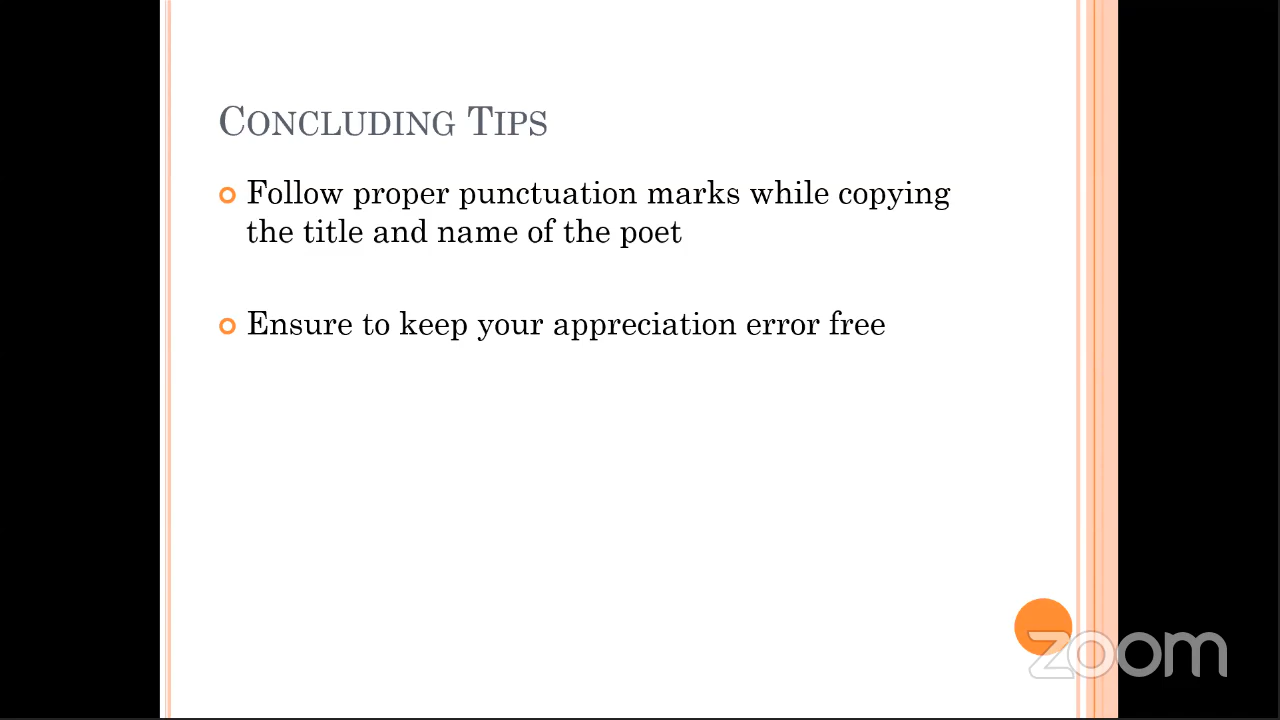 CONCLUDING TIPS
Follow proper punctuation marks while copying
the title and name of the poet
Ensure to keep your appreciation error free
zoom